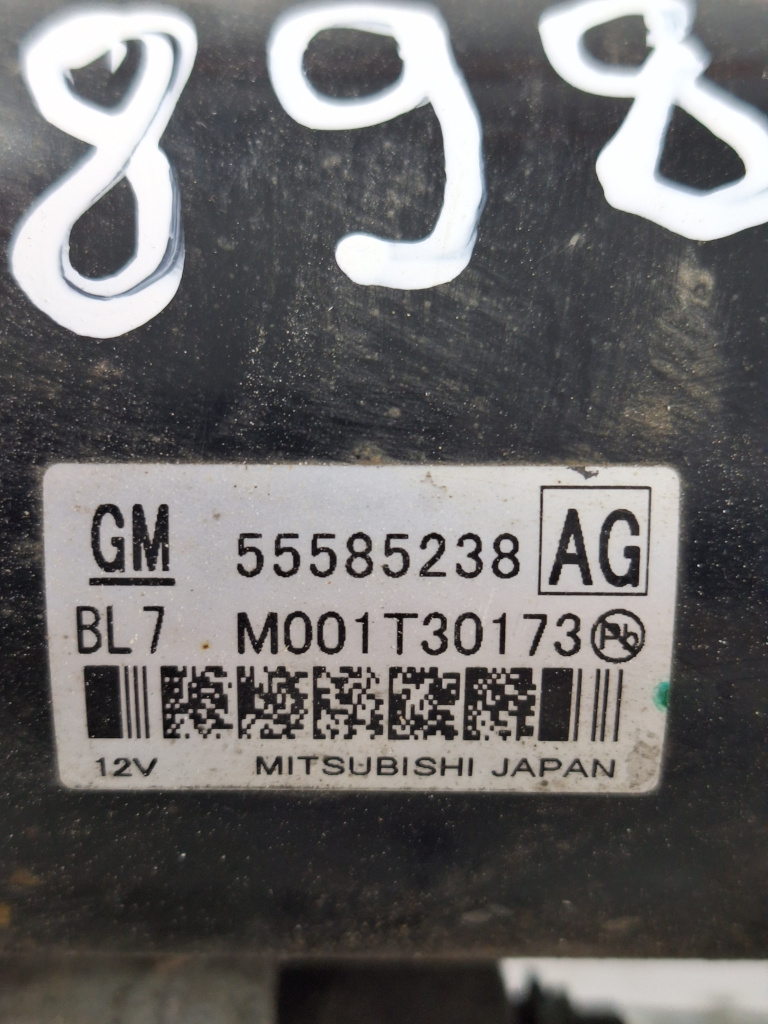 898
GM 55585238 AG
BL7 M001T30173 Pb
12V MITSUBISHI JAPAN